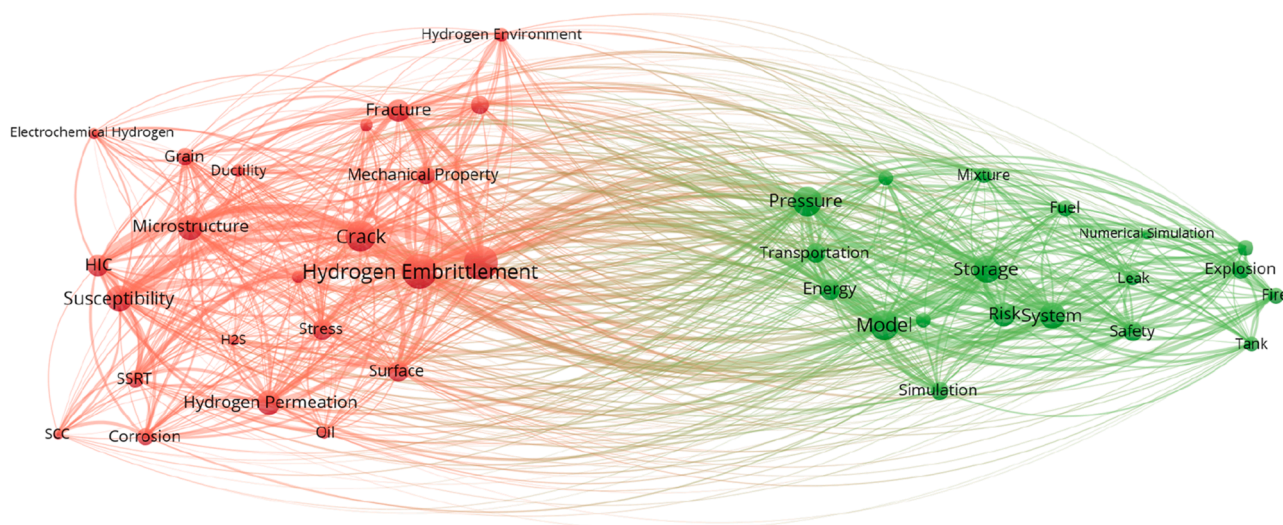 Hydrogen Environment
Fracture
Electrochemical Hydrogen
Grain
Ductility
Mechanical Property
Microstructure
Crack
HIC
Hydrogen Embrittlement
Susceptibility
Stress
H2S
SSRT
Surface
Hydrogen Permeation
SCC
Corrosion
Oil
Mixture
Pressure
Fuel
Numerical Simulation
Transportation
Storage
Explosion
Leak
Energy
Fire
Risk
System
Model
Safety
Tank
Simulation